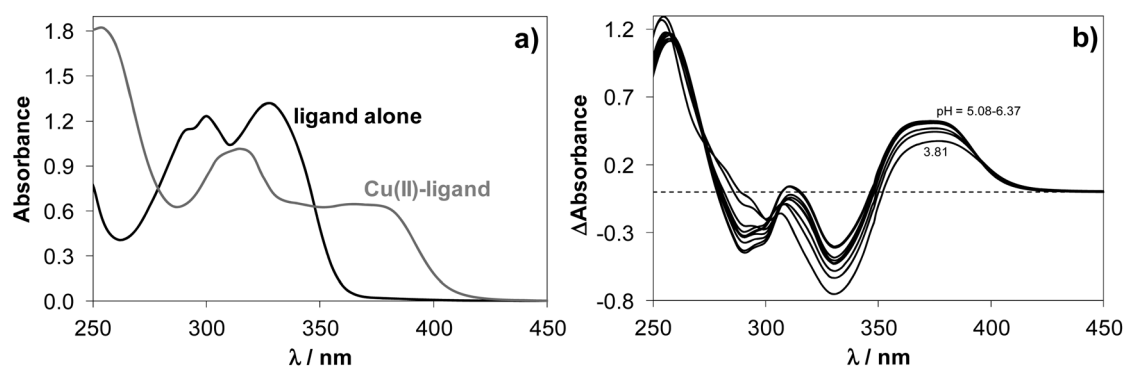 a)
1.8
1.5
1.2
0.9
0.6
0.3
0.0
Absorbance
ligand alone
Cu(II)-ligand
250 300 350 400 450
λ / nm
b)
1.2
0.7
0.2
-0.3
-0.8
ΔAbsorbance
pH = 5.08-6.37
3.81
250 300 350 400 450
λ / nm